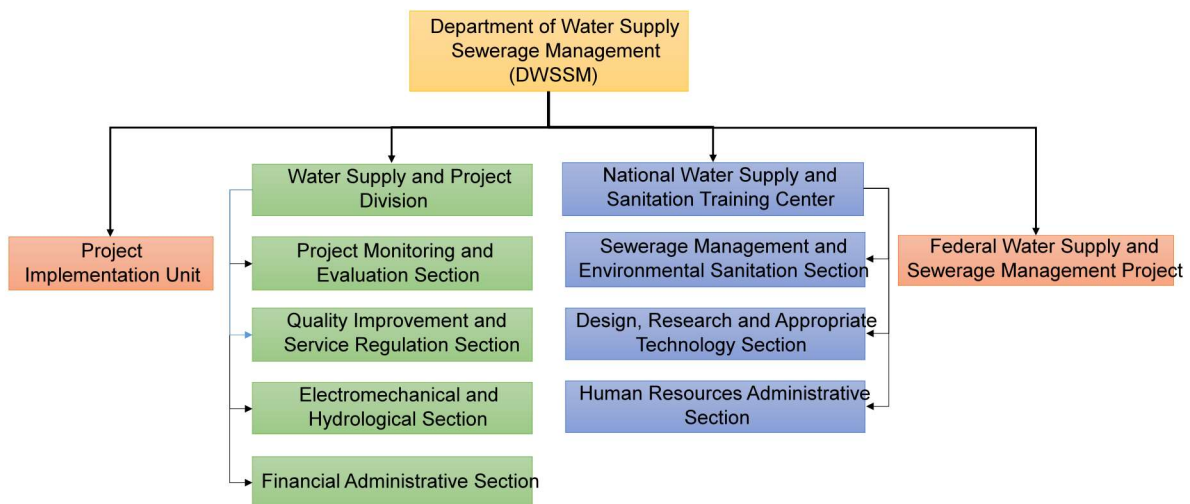 Department of Water Supply
Sewerage Management
(DWSSM)
Water Supply and Project
Division
National Water Supply and
Sanitation Training Center
Project
Implementation Unit
Project Monitoring and
Evaluation Section
Sewerage Management and
Environmental Sanitation Section
Federal Water Supply and
Sewerage Management Project
Quality Improvement and
Service Regulation Section
Design, Research and Appropriate
Technology Section
Electromechanical and
Hydrological Section
Human Resources Administrative
Section
Financial Administrative Section